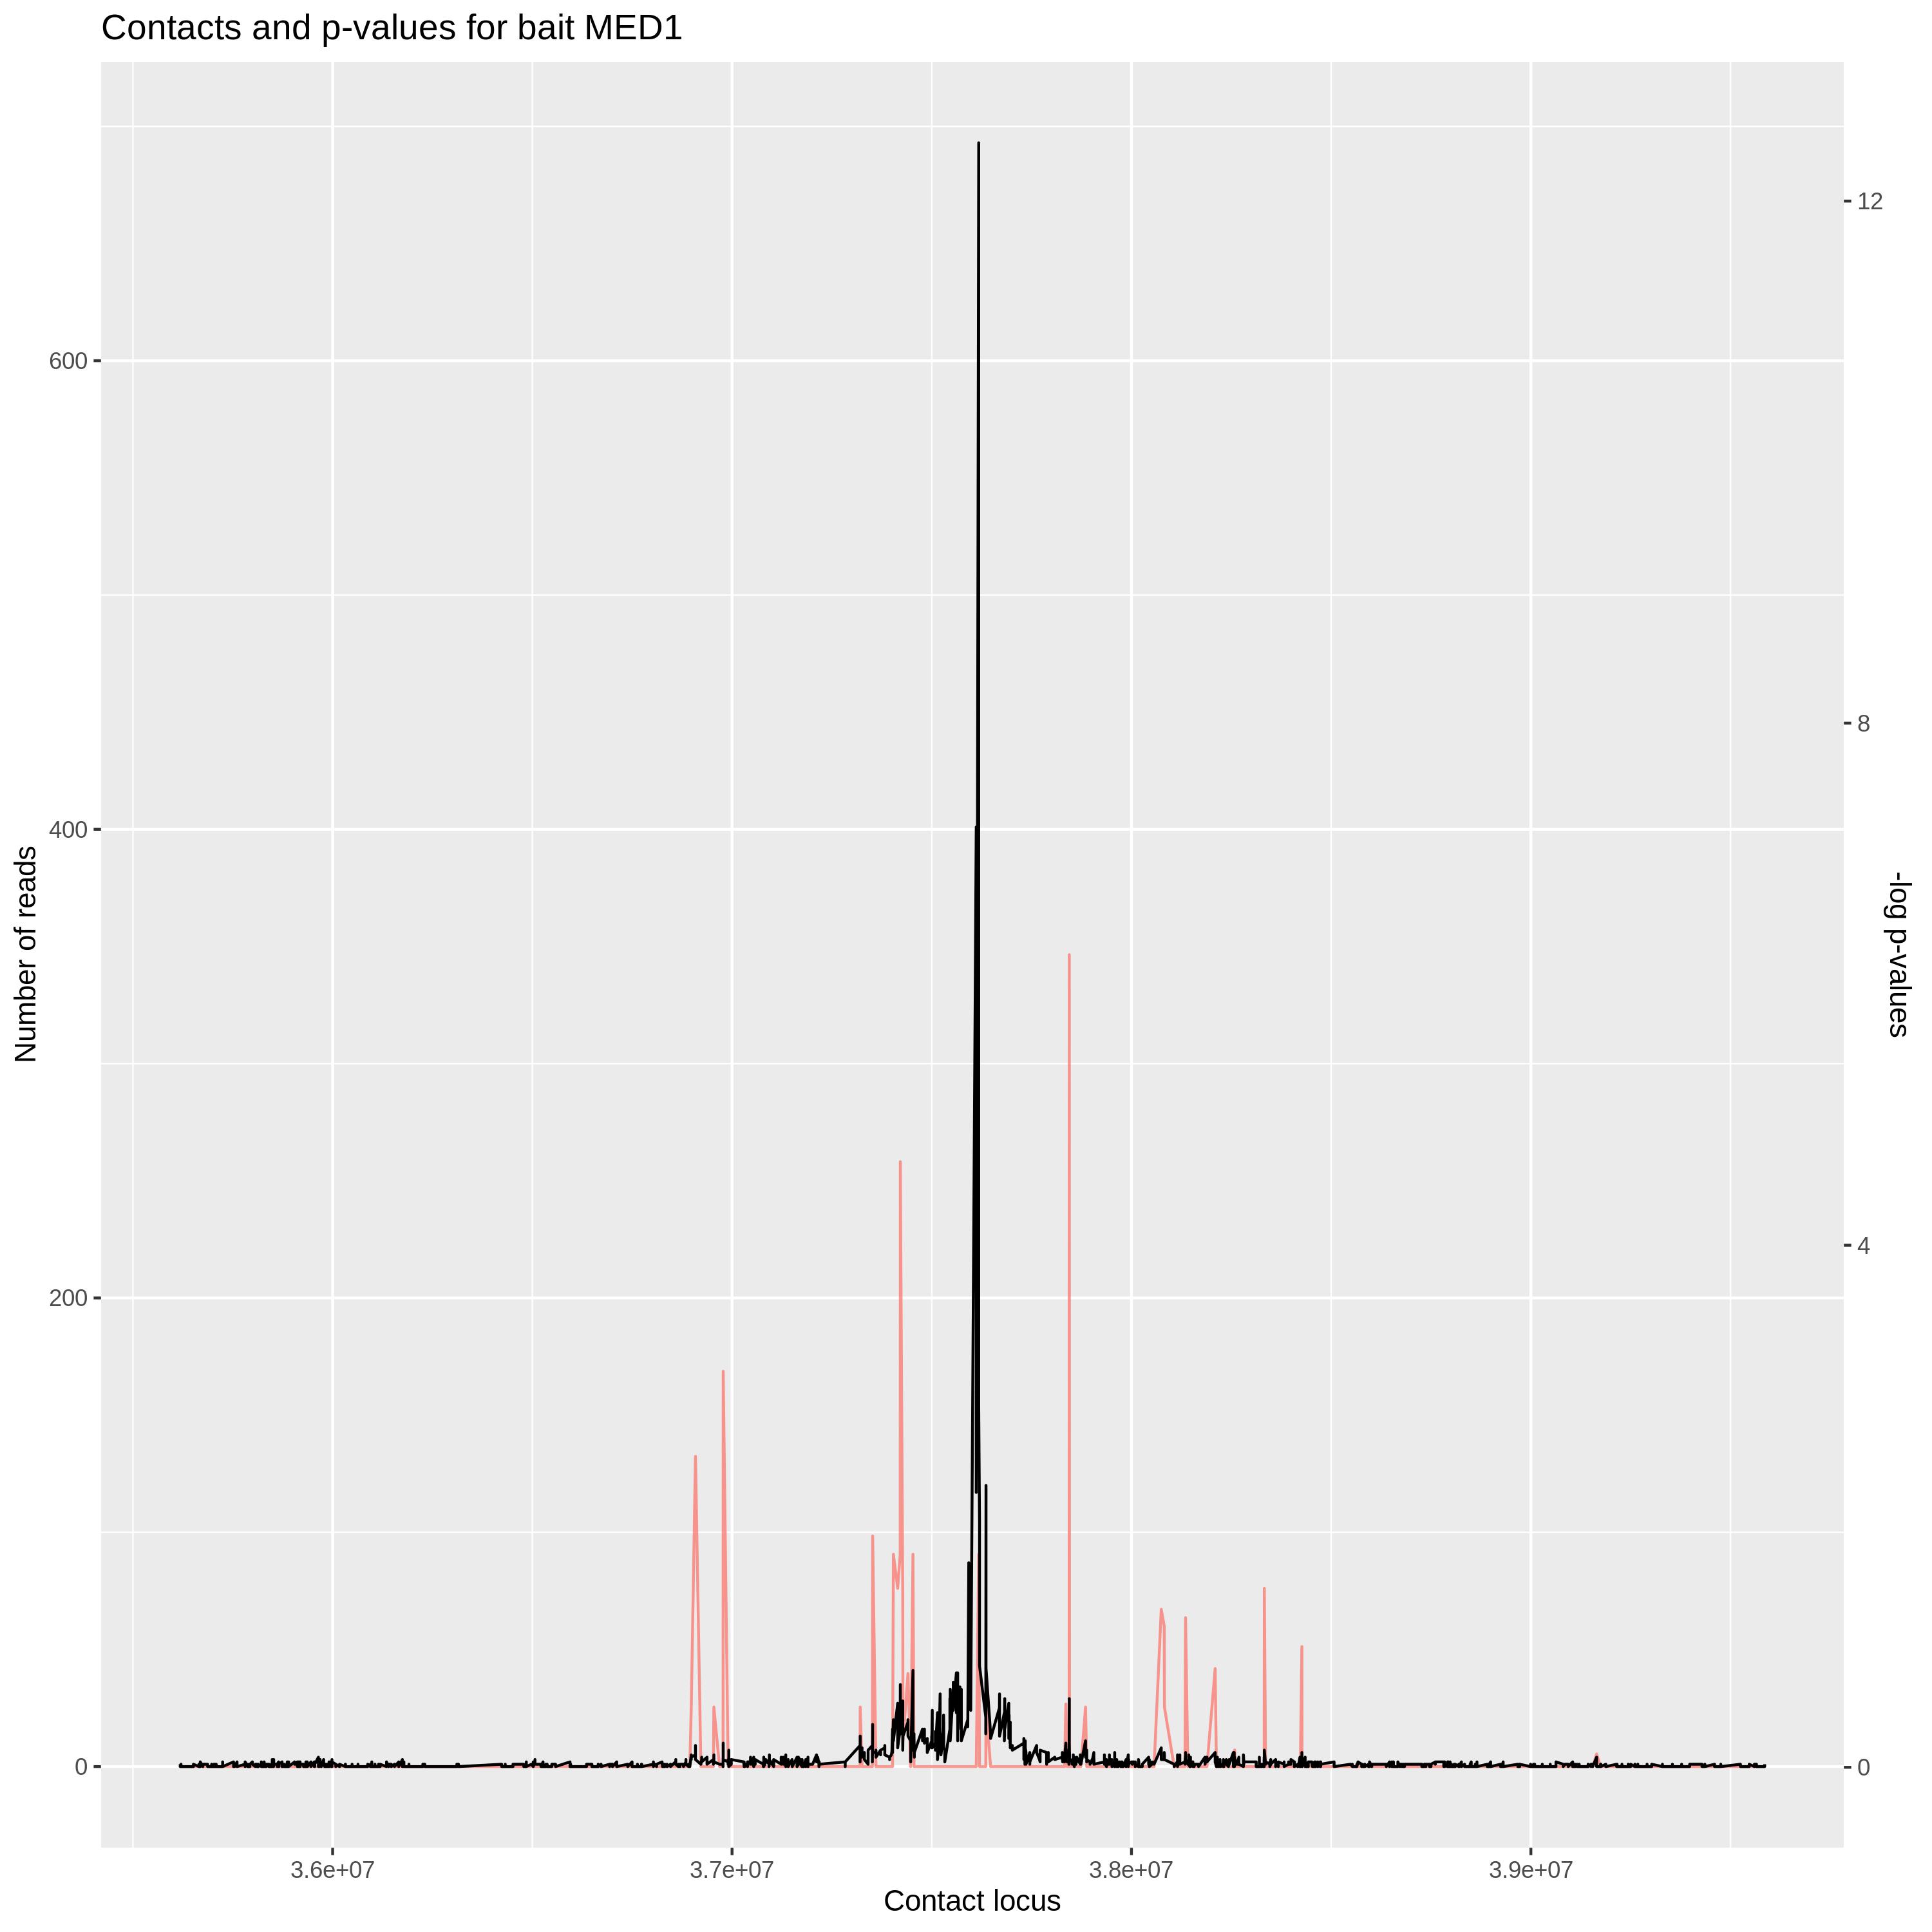 Contacts and p-values for bait MED1
12
600
8
400
Number of reads
-log p-values
4
200
0
0
3.6e+07 3.7e+07 3.8e+07 3.9e+07
Contact locus